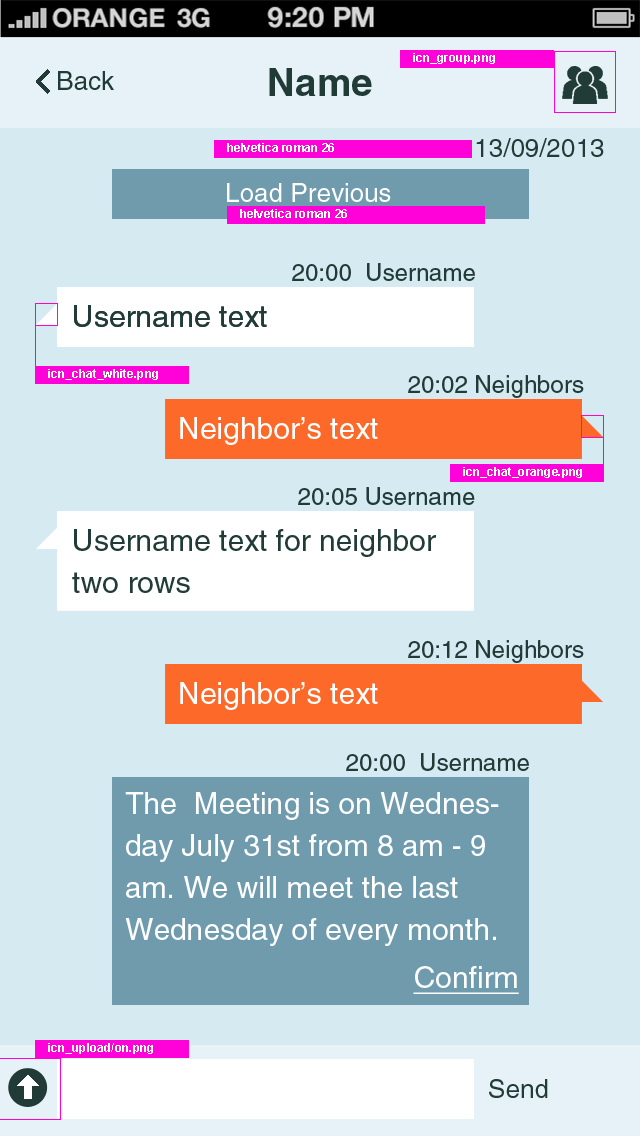 ORANGE 3G 9:20 PM
icn_group.png
Back Name
helvetica roman 26 13/09/2013
Load Previous
helvetica roman 26
20:00 Username
Username text
icn_chat_white.png
20:02 Neighbors
Neighbor’s text
icn_chat_orange.png
20:05 Username
Username text for neighbor
two rows
20:12 Neighbors
Neighbor’s text
20:00 Username
The Meeting is on Wednes-
day July 31st from 8 am - 9
am. We will meet the last
Wednesday of every month.
Confirm
icn_upload/on.png
Send